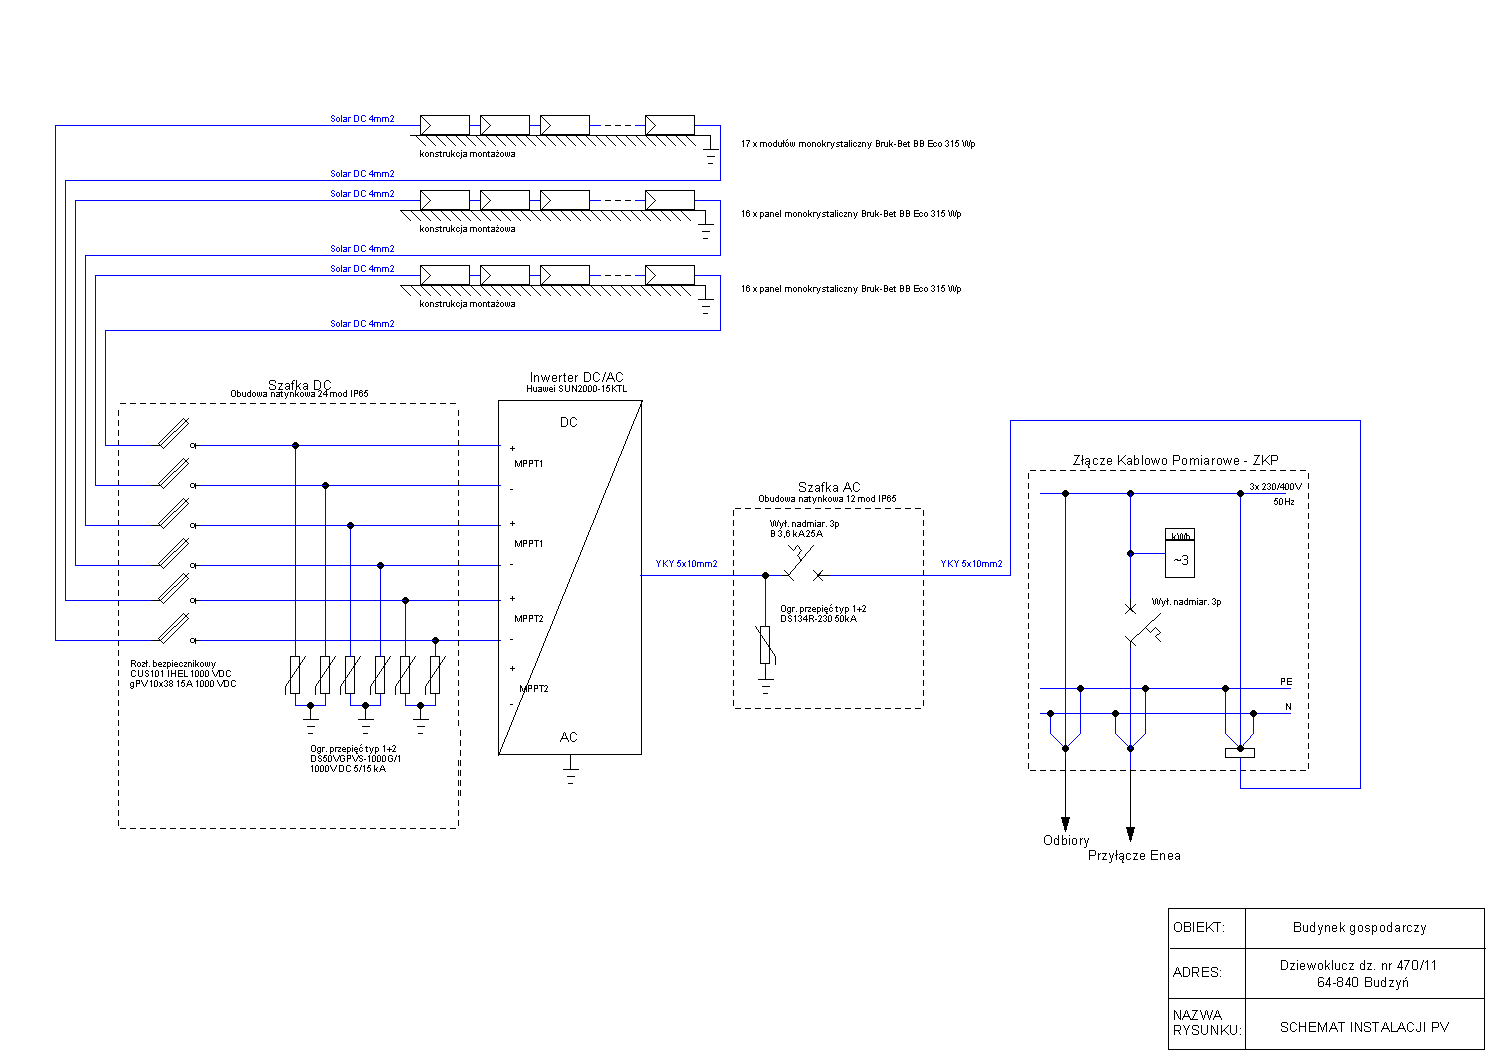 Solar DC 4mm2
konstrukcja montażowa
17 x modułów monokrystaliczny Bruk-Bet BB Eco 315 Wp
Solar DC 4mm2
Solar DC 4mm2
konstrukcja montażowa
16 x panel monokrystaliczny Bruk-Bet BB Eco 315 Wp
Solar DC 4mm2
Solar DC 4mm2
konstrukcja montażowa
16 x panel monokrystaliczny Bruk-Bet BB Eco 315 Wp
Solar DC 4mm2
Szafka DC
Obudowa natynkowa 24 mod IP65
Rozł. bezpiecznikowy
CUS101 IHEL 1000 VDC
gPV10x38 15A 1000 VDC
Ogr. przepięć typ 1+2
DS50VGPVS-1000G/1
1000V DC 5/15 kA
Inwerter DC/AC
Huawei SUN2000-15KTL
DC
+
MPPT1
-
+
MPPT1
-
+
MPPT2
-
+
MPPT2
-
AC
YKY 5x10mm2
Szafka AC
Obudowa natynkowa 12 mod IP65
Wył. nadmiar. 3p
B 3,6 kA25A
Ogr. przepięć typ 1+2
DS134R-230 50kA
YKY 5x10mm2
Złącze Kablowo Pomiarowe - ZKP
3x 230/400V
50Hz
kWh
~3
Wył. nadmiar. 3p
PE
N
Odbiory
Przyłącze Enea
OBIEKT:
Budynek gospodarczy
ADRES:
Dziewoklucz dz. nr 470/11
64-840 Budzyń
NAZWA
RYSUNKU:
SCHEMAT INSTALACJI PV